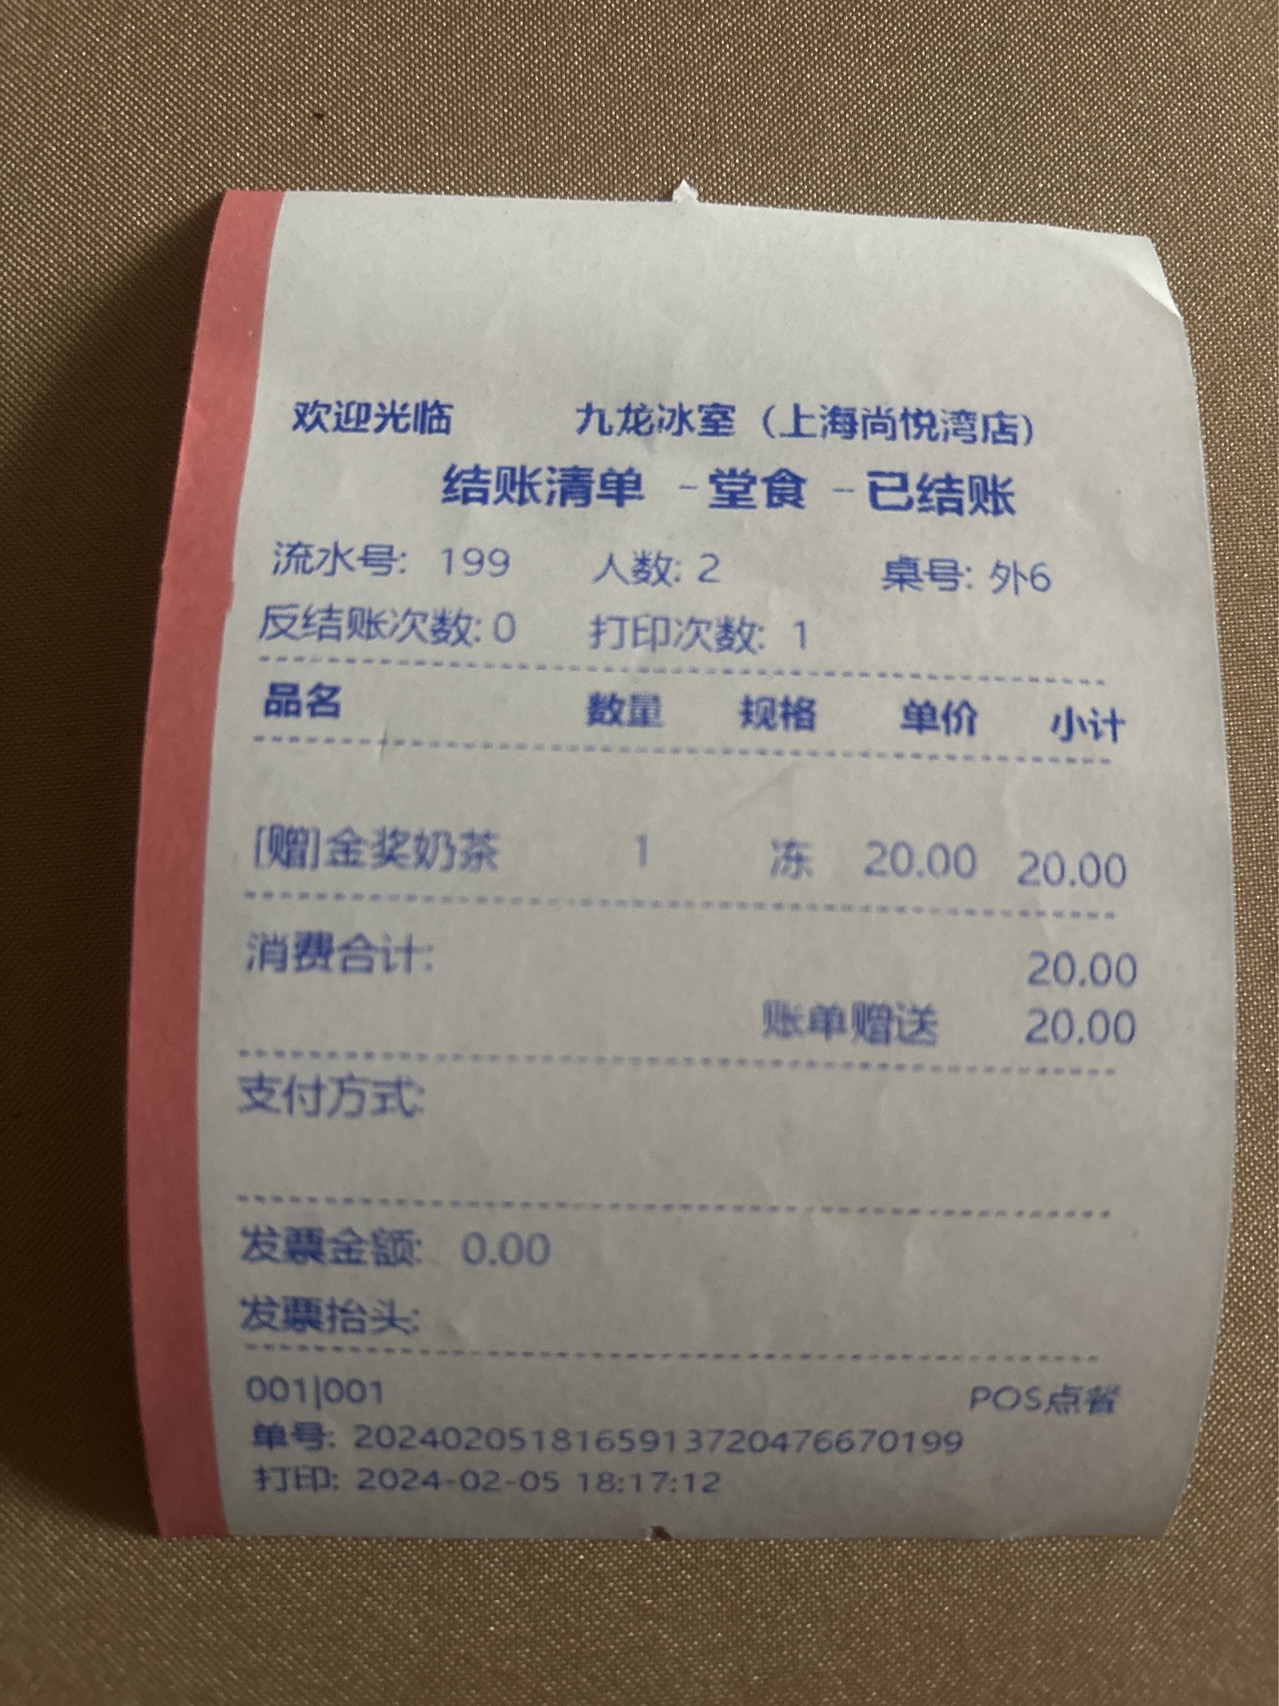 欢迎光临 九龙冰室（上海尚悦湾店）
结账清单 -堂食 -已结账
流水号: 199 人数: 2 桌号: 外6
反结账次数: 0 打印次数: 1
品名 数量 规格 单价 小计
[赠]金奖奶茶 1 冻 20.00 20.00
消费合计: 20.00
账单赠送 20.00
支付方式:
发票金额: 0.00
发票抬头:
001|001 POS点餐
单号: 20240205181659137204766​70199
打印: 2024-02-05 18:17:12